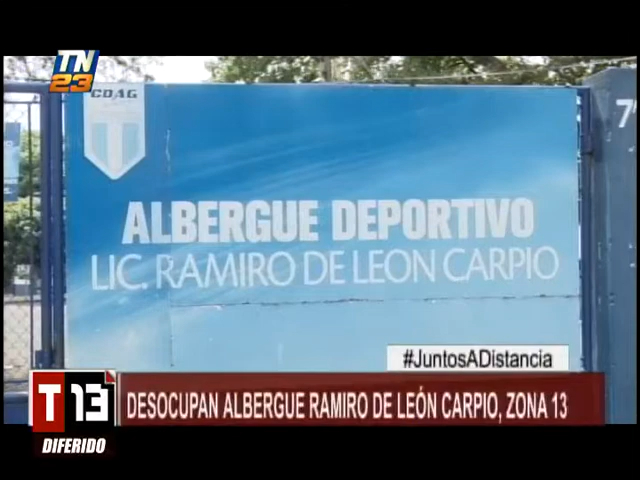 TN
23
CDAG
7
ALBERGUE DEPORTIVO
LIC. RAMIRO DE LEON CARPIO
#JuntosADistancia
T13
DESOCUPAN ALBERGUE RAMIRO DE LEÓN CARPIO, ZONA 13
DIFERIDO